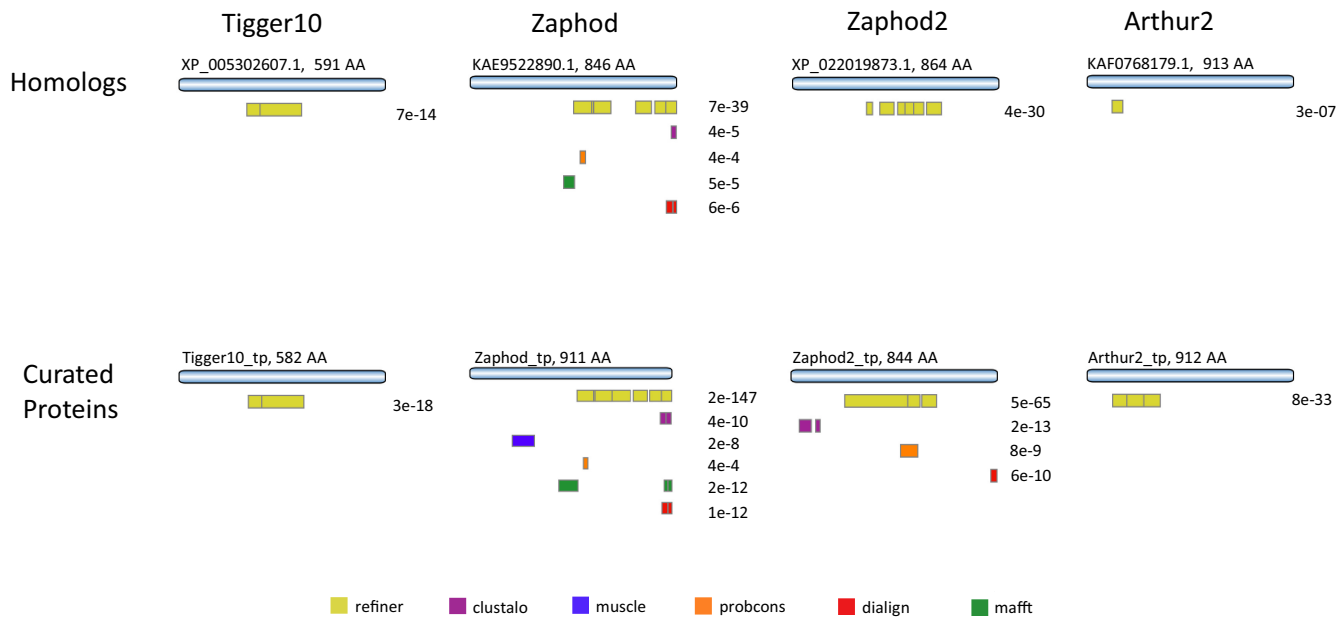 Tigger10 Zaphod Zaphod2 Arthur2
Homologs
XP_005302607.1, 591 AA
7e-14
KAE9522890.1, 846 AA
7e-39
4e-5
4e-4
5e-5
6e-6
XP_022019873.1, 864 AA
4e-30
KAF0768179.1, 913 AA
3e-07
Curated
Proteins
Tigger10_tp, 582 AA
3e-18
Zaphod_tp, 911 AA
2e-147
4e-10
2e-8
4e-4
2e-12
1e-12
Zaphod2_tp, 844 AA
5e-65
2e-13
8e-9
6e-10
Arthur2_tp, 912 AA
8e-33
refiner clustalo muscle probcons dialign mafft